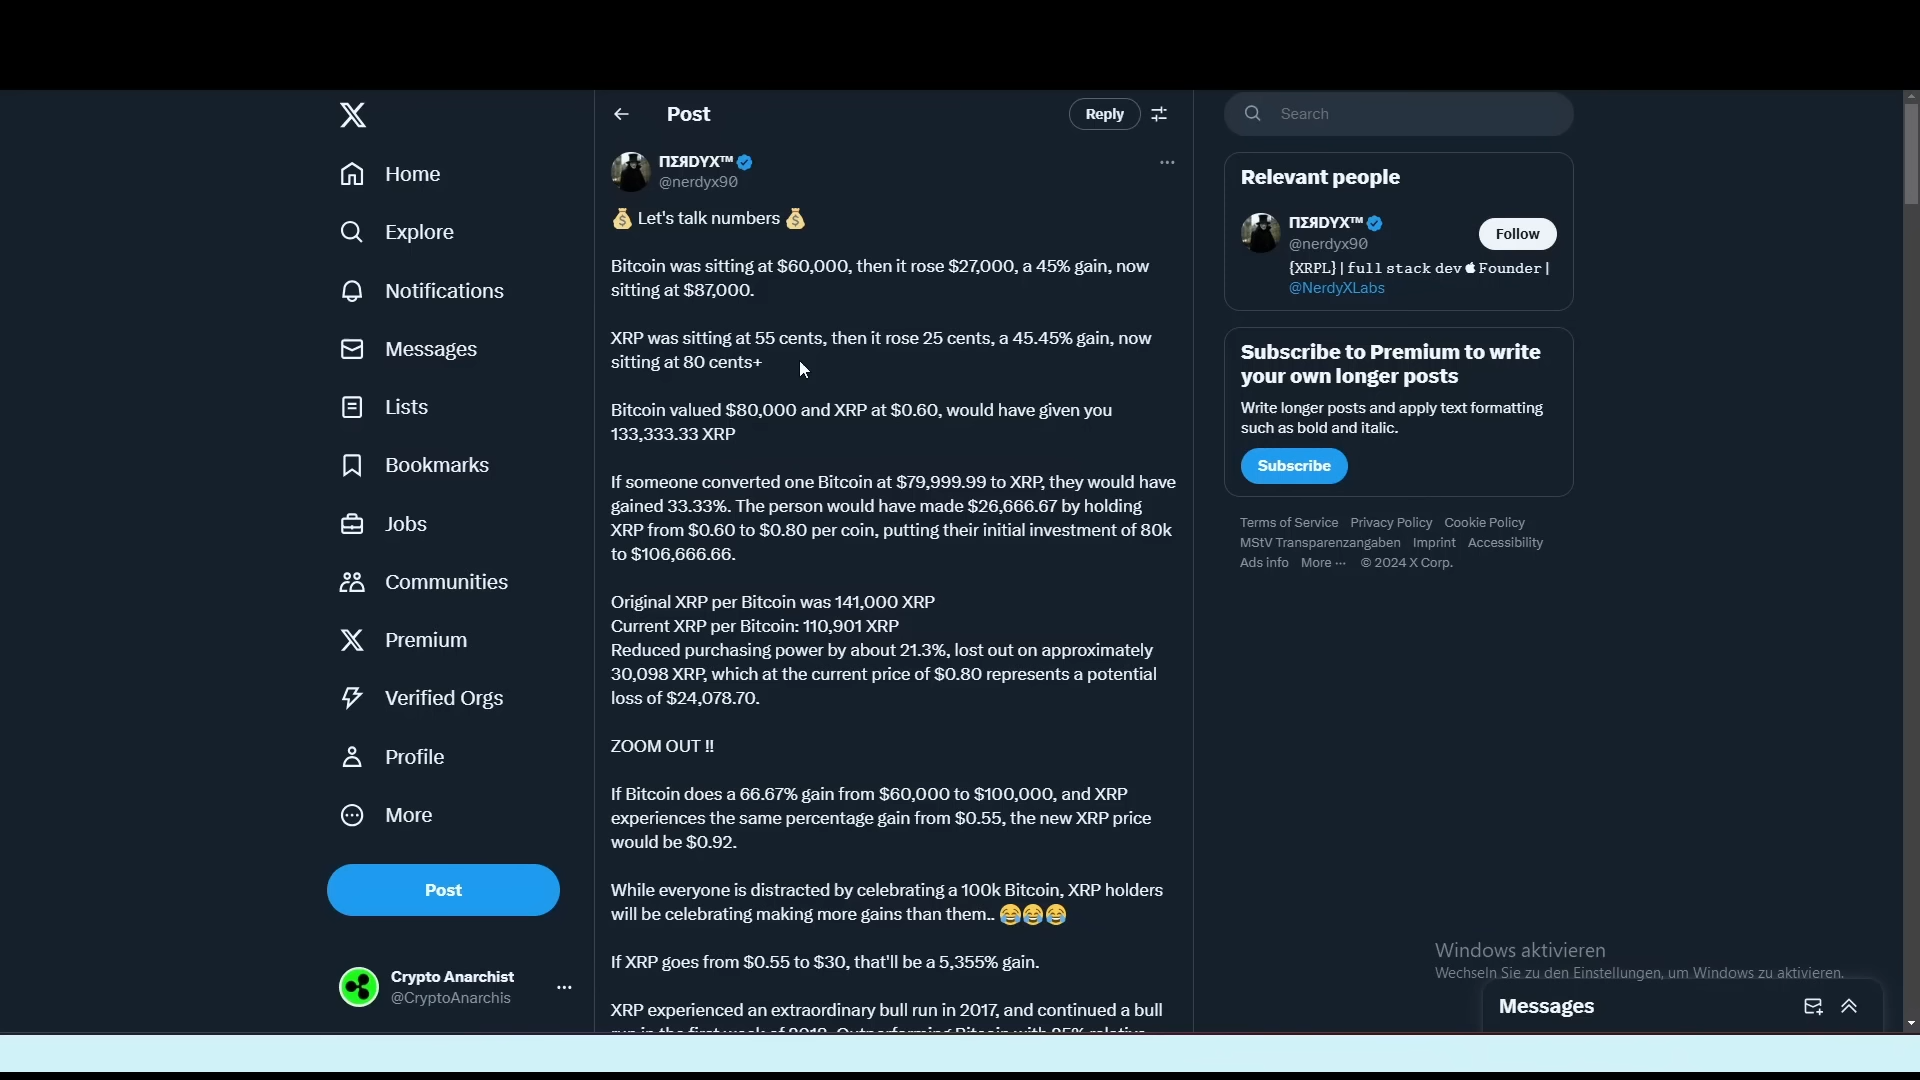 Home
Explore
Notifications
Messages
Lists
Bookmarks
Jobs
Communities
Premium
Verified Orgs
Profile
More
Post
Crypto Anarchist
@CryptoAnarchis
Post
Reply
ΠΣЯDYX™
@nerdyx90
💰 Let's talk numbers 💰
Bitcoin was sitting at $60,000, then it rose $27,000, a 45% gain, now
sitting at $87,000.
XRP was sitting at 55 cents, then it rose 25 cents, a 45.45% gain, now
sitting at 80 cents+
Bitcoin valued $80,000 and XRP at $0.60, would have given you
133,333.33 XRP
If someone converted one Bitcoin at $79,999.99 to XRP, they would have
gained 33.33%. The person would have made $26,666.67 by holding
XRP from $0.60 to $0.80 per coin, putting their initial investment of 80k
to $106,666.66.
Original XRP per Bitcoin was 141,000 XRP
Current XRP per Bitcoin: 110,901 XRP
Reduced purchasing power by about 21.3%, lost out on approximately
30,098 XRP, which at the current price of $0.80 represents a potential
loss of $24,078.70.
ZOOM OUT !!
If Bitcoin does a 66.67% gain from $60,000 to $100,000, and XRP
experiences the same percentage gain from $0.55, the new XRP price
would be $0.92.
While everyone is distracted by celebrating a 100k Bitcoin, XRP holders
will be celebrating making more gains than them.. 😂😂😂
If XRP goes from $0.55 to $30, that'll be a 5,355% gain.
XRP experienced an extraordinary bull run in 2017, and continued a bull
Search
Relevant people
ΠΣЯDYX™
@nerdyx90
Follow
{XRPL} | full stack dev Founder |
@NerdyXLabs
Subscribe to Premium to write
your own longer posts
Write longer posts and apply text formatting
such as bold and italic.
Subscribe
Terms of Service Privacy Policy Cookie Policy
MStV Transparenzangaben Imprint Accessibility
Ads info More ··· © 2024 X Corp.
Windows aktivieren
Wechseln Sie zu den Einstellungen, um Windows zu aktivieren.
Messages